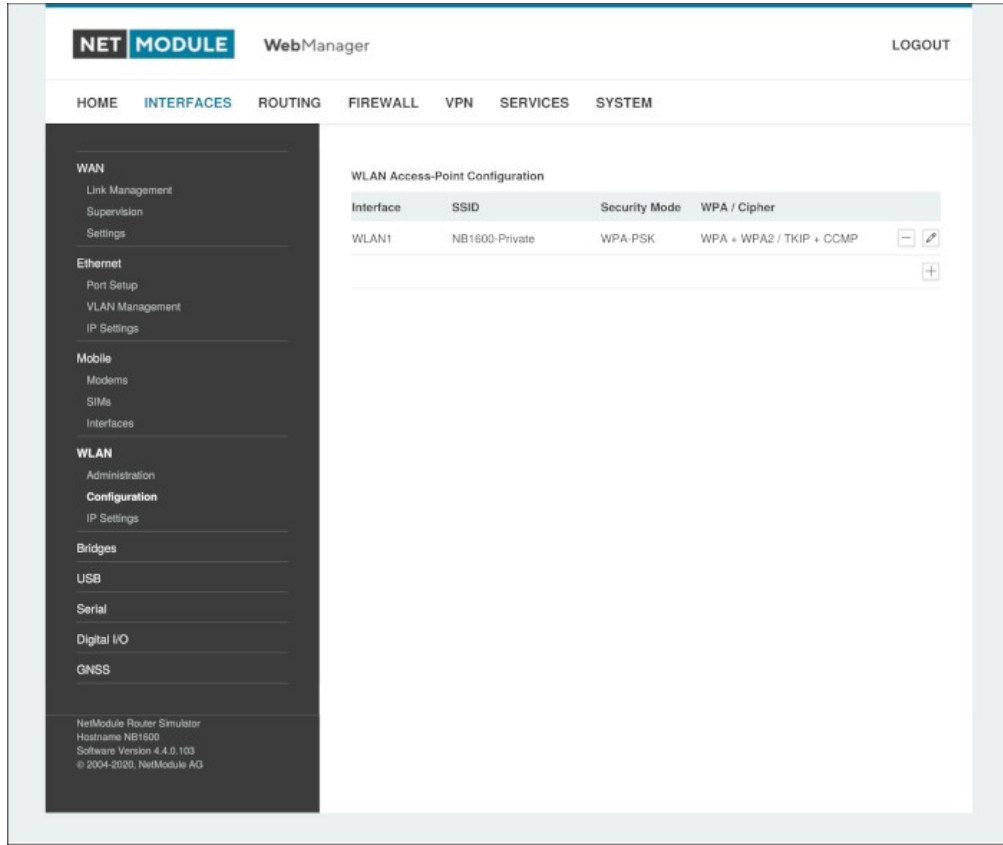 NET MODULE WebManager LOGOUT
HOME INTERFACES ROUTING FIREWALL VPN SERVICES SYSTEM
WAN
Link Management
Supervision
Settings
Ethernet
Port Setup
VLAN Management
IP Settings
Mobile
Modems
SIMs
Interfaces
WLAN
Administration
Configuration
IP Settings
Bridges
USB
Serial
Digital I/O
GNSS
NetModule Router Simulator
Hostname NB1600
Software Version 4.4.0.103
© 2004-2020, NetModule AG
WLAN Access-Point Configuration
Interface SSID Security Mode WPA / Cipher
WLAN1 NB1600-Private WPA-PSK WPA + WPA2 / TKIP + CCMP